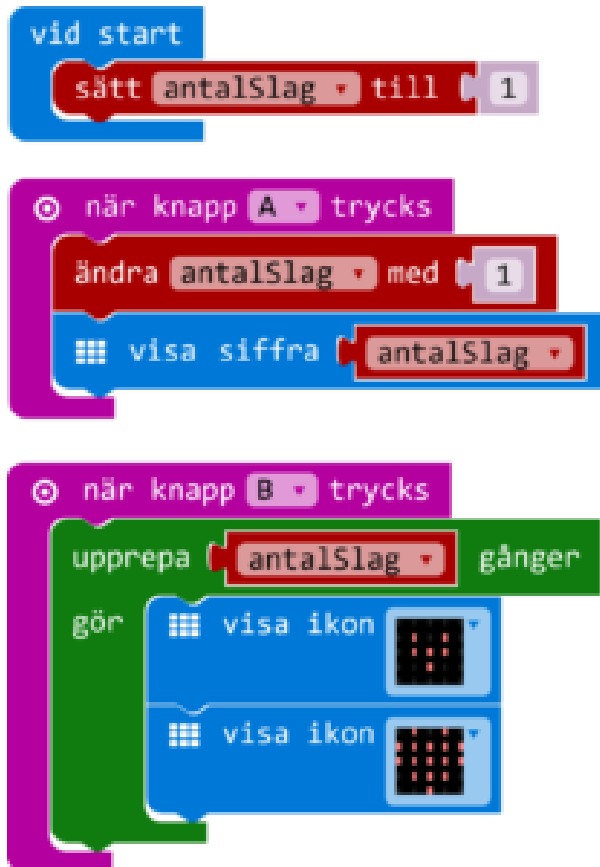 vid start
sätt antalSlag till 1
när knapp A trycks
ändra antalSlag med 1
visa siffra antalSlag
när knapp B trycks
upprepa antalSlag gånger
gör visa ikon
visa ikon